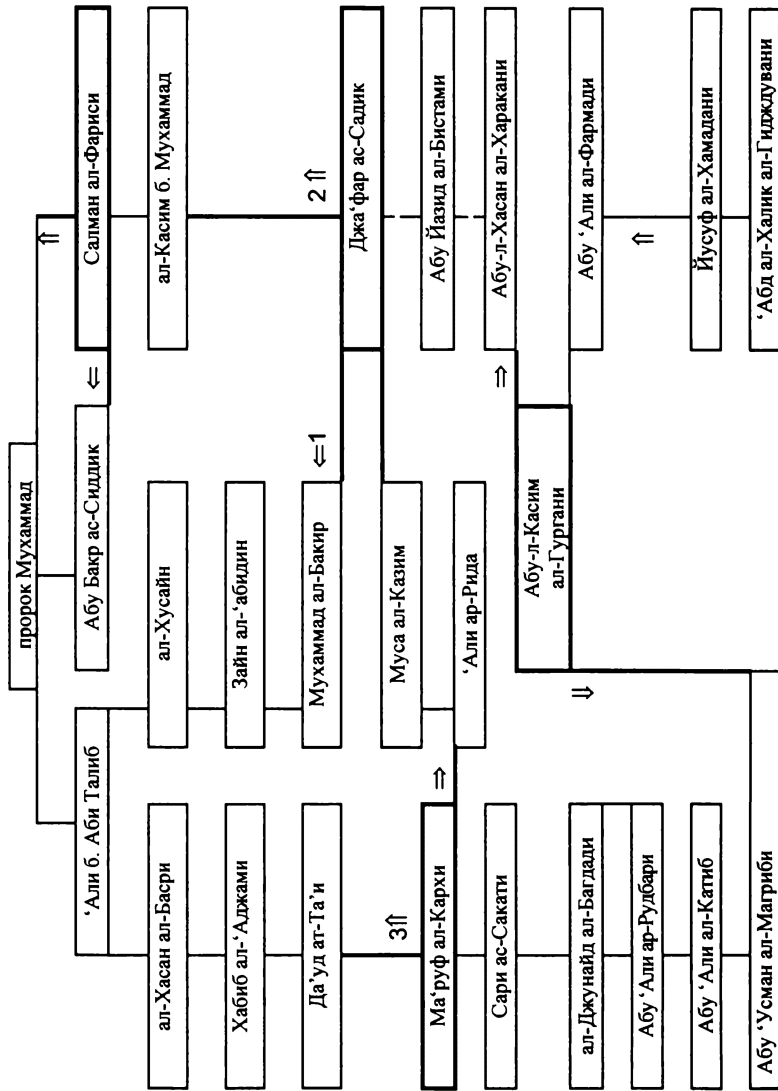 пророк Мухаммад
‘Али б. Аби Талиб
Абу Бакр ас-Сиддик
⇐
⇑
Салман ал-Фариси
ал-Хасан ал-Басри
ал-Хусайн
ал-Касим б. Мухаммад
Хабиб ал-‘Аджами
Зайн ал-‘абидин
Да’уд ат-Та’и
Мухаммад ал-Бакир
⇐1
2⇑
Джа‘фар ас-Садик
3⇑
Ма‘руф ал-Кархи
⇒
Муса ал-Казим
Абу Йазид ал-Бистами
Сари ас-Сакати
‘Али ар-Рида
⇒
Абу-л-Хасан ал-Харакани
ал-Джунайд ал-Багдади
Абу-л-Касим
ал-Гургани
Абу ‘Али ал-Фармади
Абу ‘Али ар-Рудбари
⇓
⇑
Абу ‘Али ал-Катиб
Йусуф ал-Хамадани
Абу ‘Усман ал-Магриби
‘Абд ал-Халик ал-Гидждувани